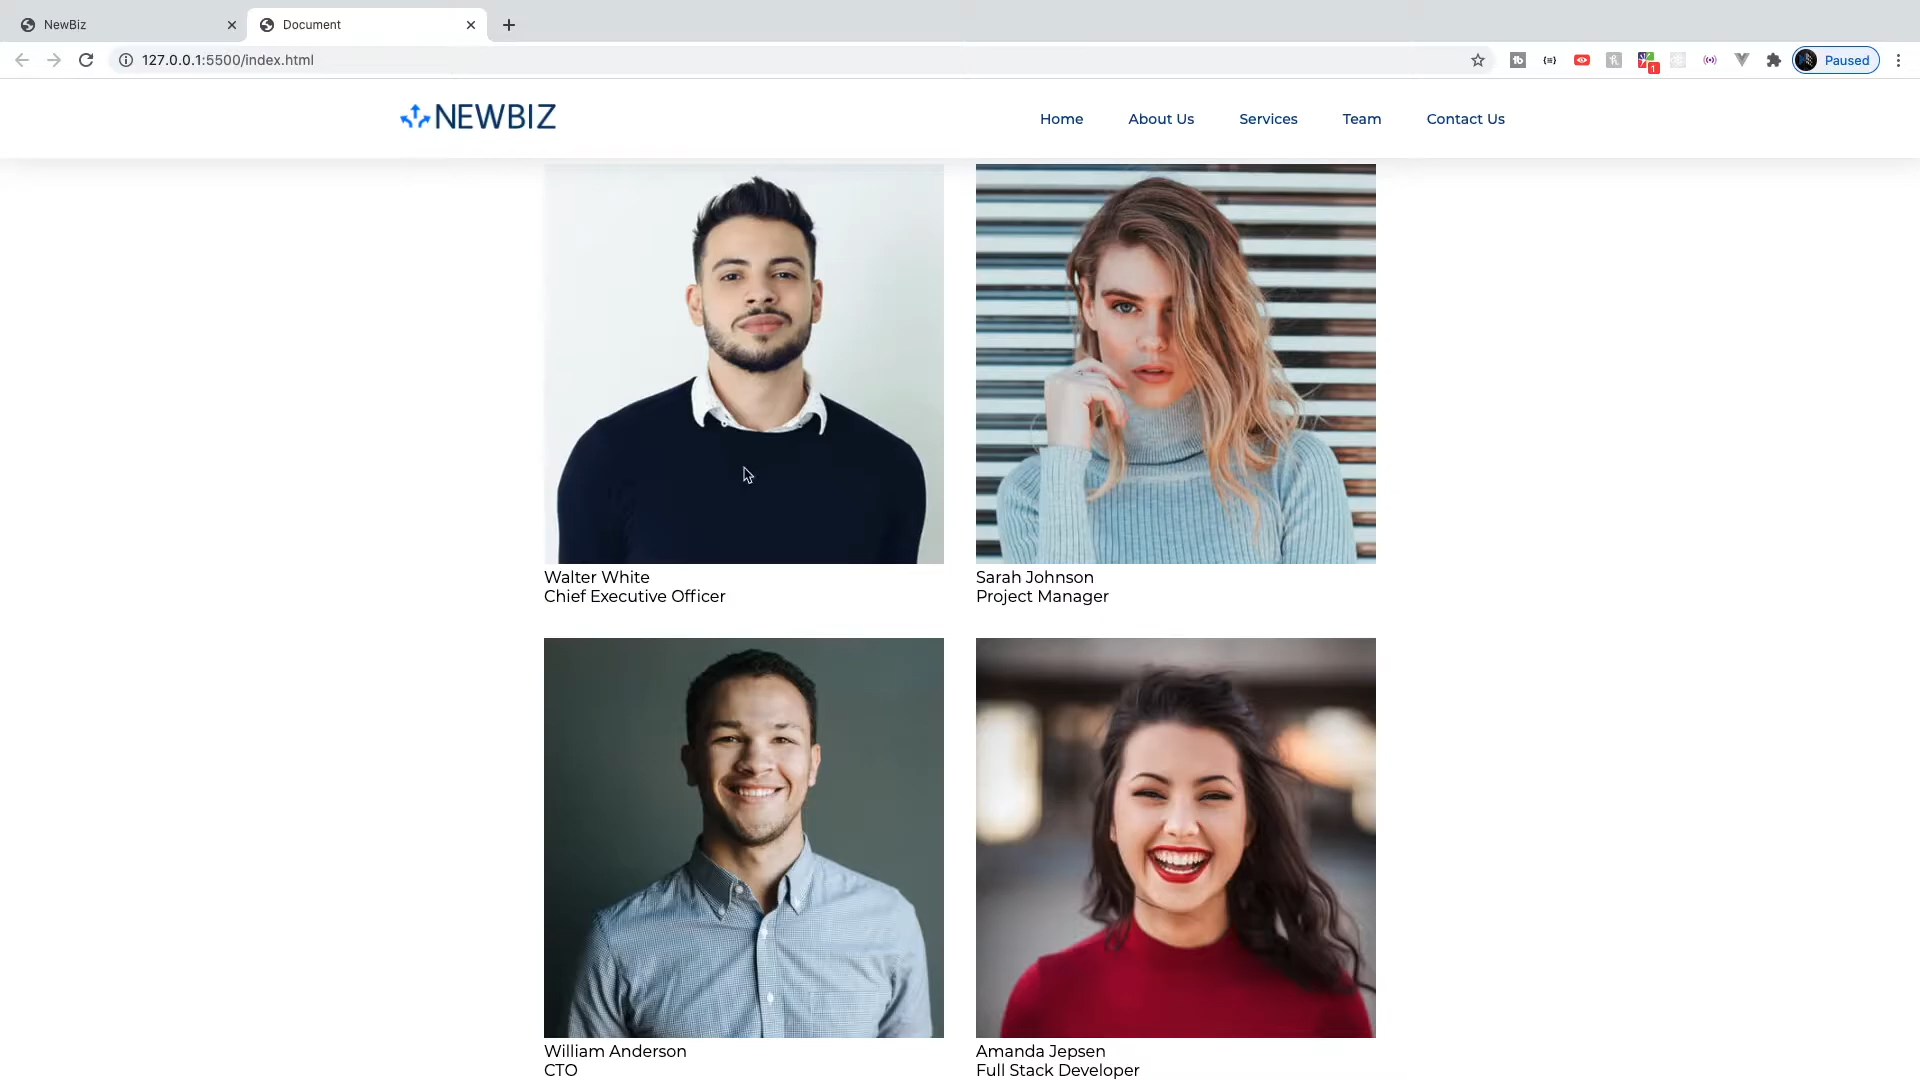 NewBiz
Document
127.0.0.1:5500/index.html
1
Paused
NEWBIZ
Home
About Us
Services
Team
Contact Us
Walter White
Chief Executive Officer
Sarah Johnson
Project Manager
William Anderson
CTO
Amanda Jepsen
Full Stack Developer